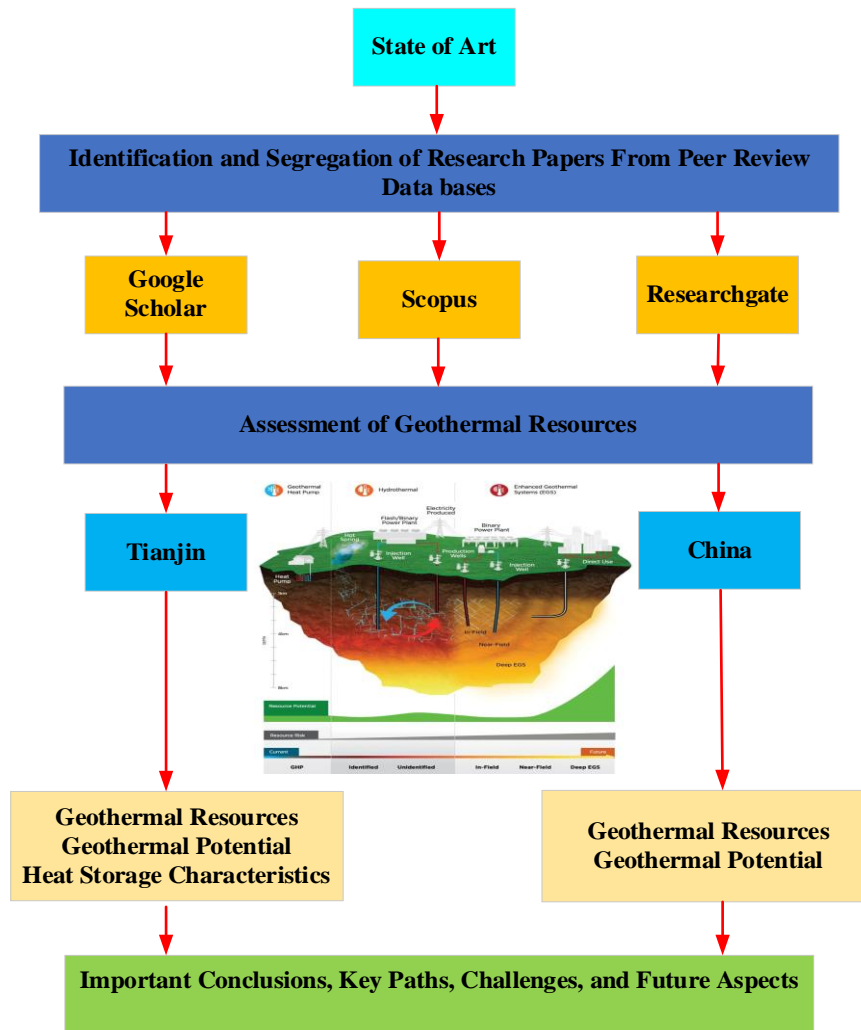 State of Art
Identification and Segregation of Research Papers From Peer Review
Data bases
Google
Scholar
Scopus
Researchgate
Assessment of Geothermal Resources
Geothermal
Heat Pump
Hydrothermal
Enhanced Geothermal
Systems (EGS)
Tianjin
China
Electricity
Produced
Flash/Binary
Power Plant
Binary
Power Plant
Hot
Spring
Injection
Well
Production
Wells
Injection
Well
Direct Use
Heat
Pump
In-Field
Near-Field
Deep EGS
Resource Potential
Resource Risk
Current
Future
GHP
Identified
Unidentified
In-Field
Near-Field
Deep EGS
Geothermal Resources
Geothermal Potential
Heat Storage Characteristics
Geothermal Resources
Geothermal Potential
Important Conclusions, Key Paths, Challenges, and Future Aspects